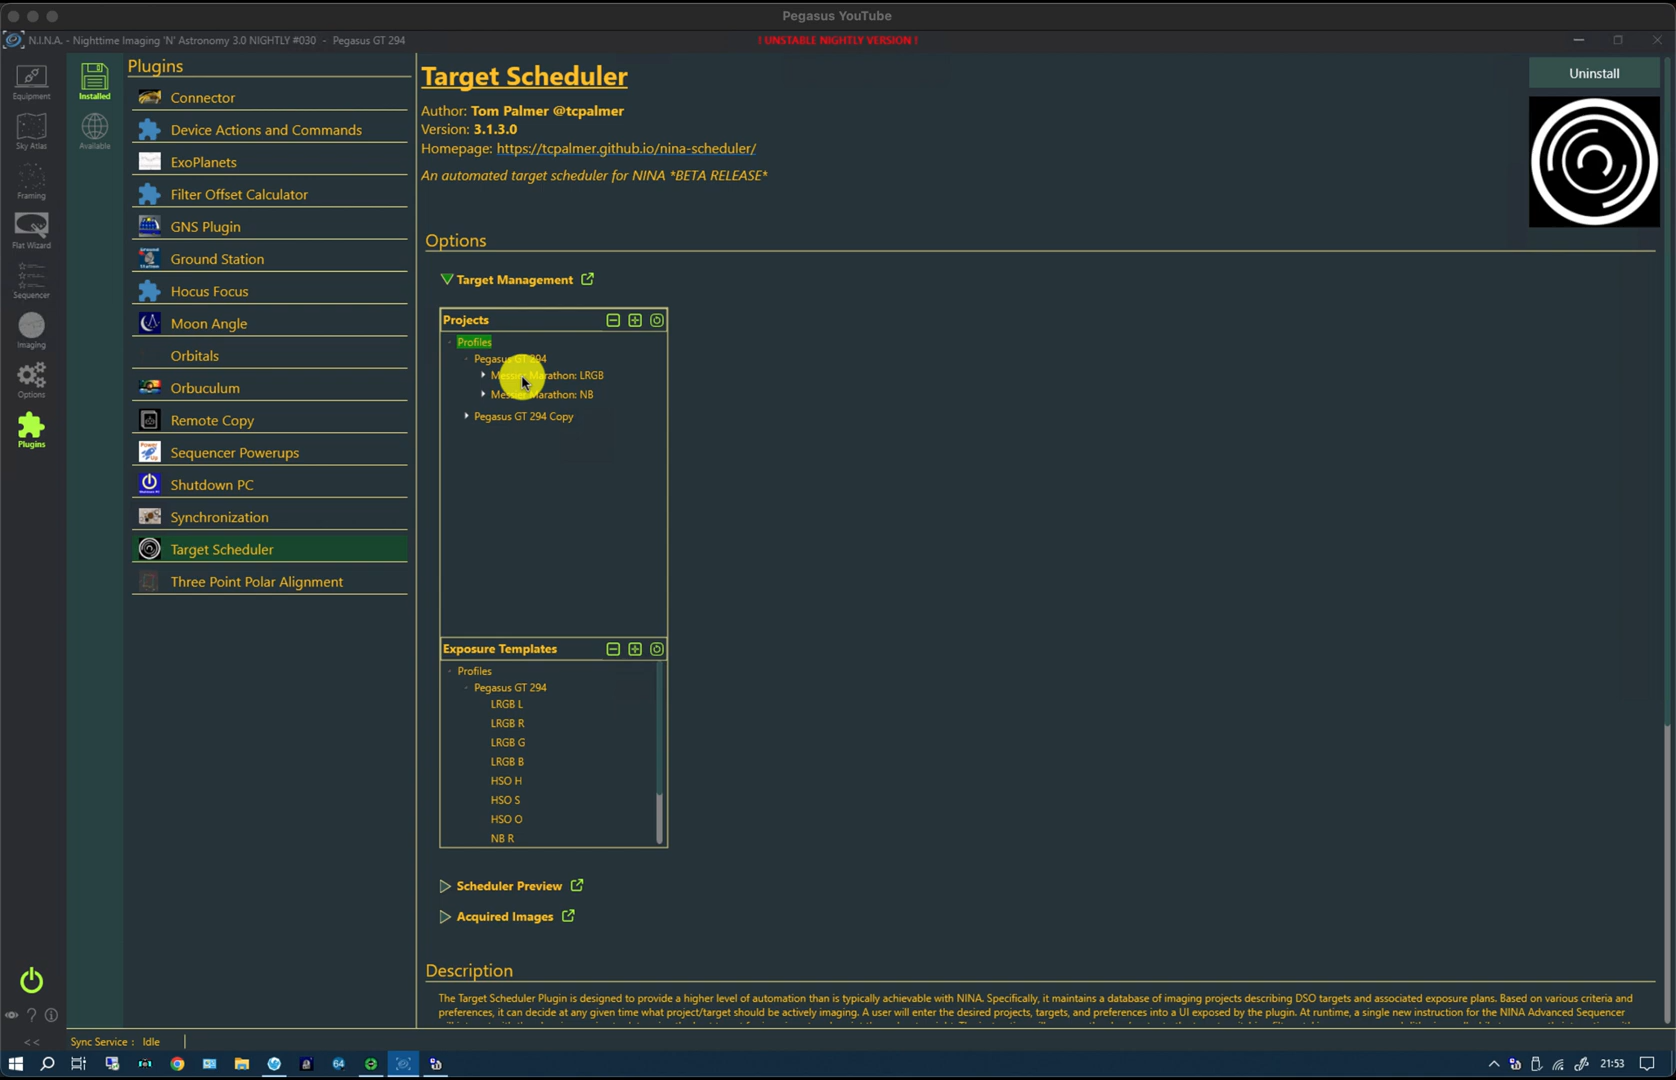 Pegasus YouTube
N.I.N.A. - Nighttime Imaging 'N' Astronomy 3.0 NIGHTLY #030 - Pegasus GT 294
! UNSTABLE NIGHTLY VERSION !
Equipment
Sky Atlas
Framing
Flat Wizard
Sequencer
Imaging
Options
Plugins
<<
Installed
Available
Plugins
Connector
Device Actions and Commands
ExoPlanets
Filter Offset Calculator
GNS Plugin
Ground Station
Hocus Focus
Moon Angle
Orbitals
Orbuculum
Remote Copy
Sequencer Powerups
Shutdown PC
Synchronization
Target Scheduler
Three Point Polar Alignment
Target Scheduler
Author: Tom Palmer @tcpalmer
Version: 3.1.3.0
Homepage: https://tcpalmer.github.io/nina-scheduler/
An automated target scheduler for NINA *BETA RELEASE*
Uninstall
Options
Target Management
Projects
Profiles
Pegasus GT 294
Messier Marathon: LRGB
Messier Marathon: NB
Pegasus GT 294 Copy
Exposure Templates
Profiles
Pegasus GT 294
LRGB L
LRGB R
LRGB G
LRGB B
HSO H
HSO S
HSO O
NB R
Scheduler Preview
Acquired Images
Description
The Target Scheduler Plugin is designed to provide a higher level of automation than is typically achievable with NINA. Specifically, it maintains a database of imaging projects describing DSO targets and associated exposure plans. Based on various criteria and
preferences, it can decide at any given time what project/target should be actively imaging. A user will enter the desired projects, targets, and preferences into a UI exposed by the plugin. At runtime, a single new instruction for the NINA Advanced Sequencer
Sync Service : Idle
64
21:53